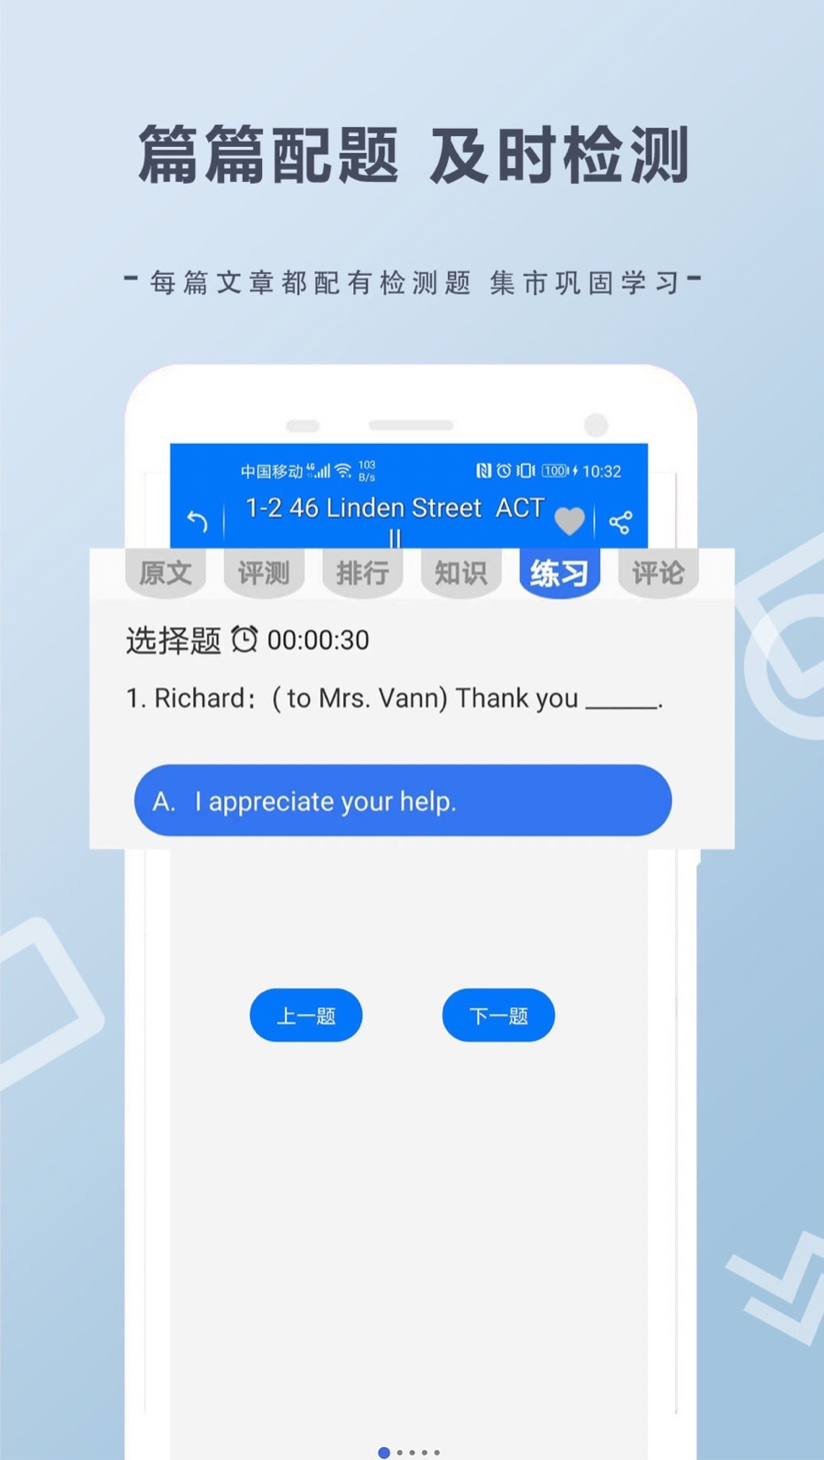 篇篇配题 及时检测
每篇文章都配有检测题 集市巩固学习
中国移动 4G 103 B/s 100 10:32
1-2 46 Linden Street ACT
II
原文 评测 排行 知识 练习 评论
选择题 00:00:30
1. Richard：( to Mrs. Vann) Thank you ______.
A. I appreciate your help.
上一题 下一题